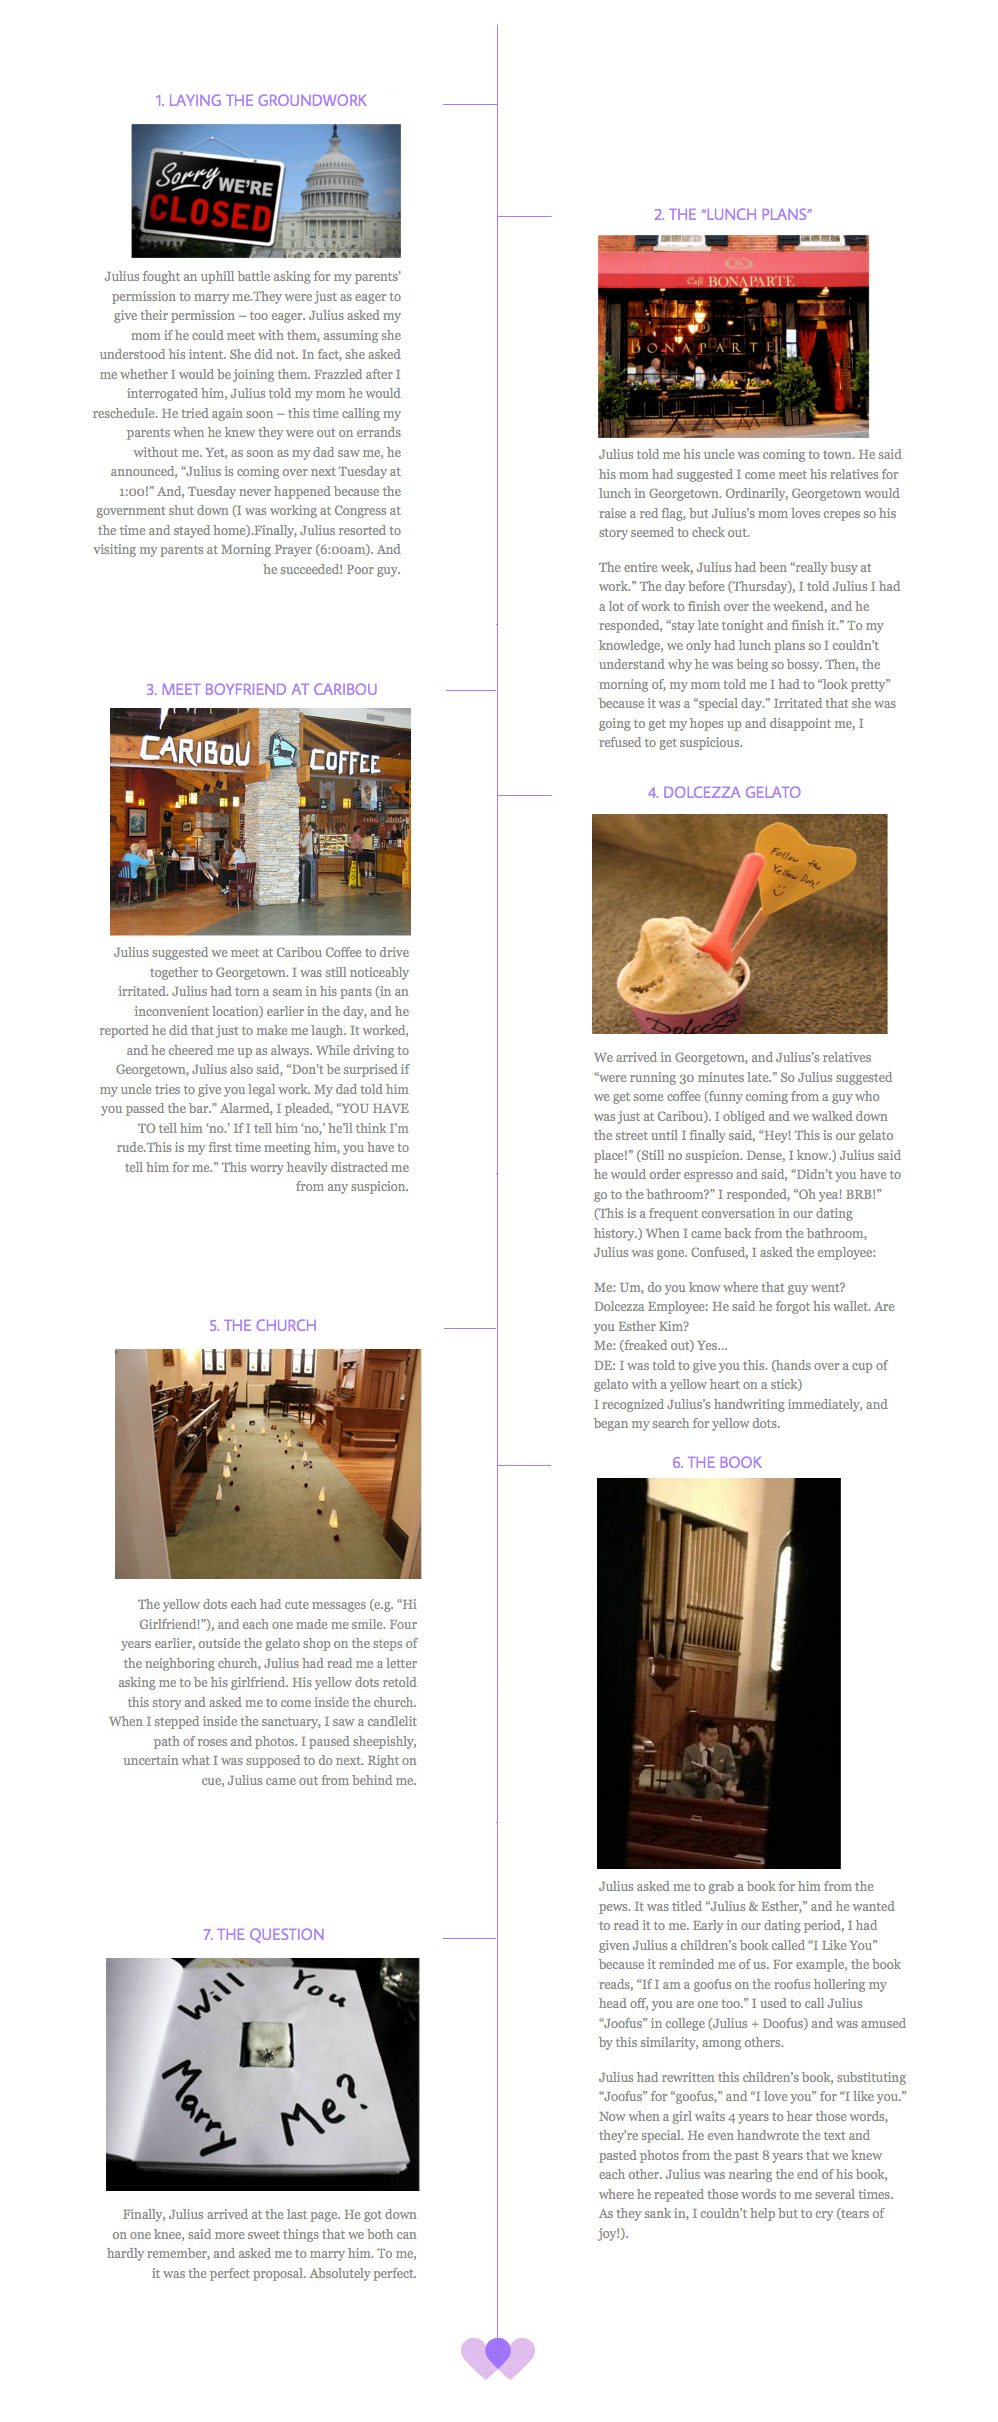 1. LAYING THE GROUNDWORK
Sorry
WE'RE
CLOSED
Julius fought an uphill battle asking for my parents'
permission to marry me.They were just as eager to
give their permission – too eager. Julius asked my
mom if he could meet with them, assuming she
understood his intent. She did not. In fact, she asked
me whether I would be joining them. Frazzled after I
interrogated him, Julius told my mom he would
reschedule. He tried again soon – this time calling my
parents when he knew they were out on errands
without me. Yet, as soon as my dad saw me, he
announced, “Julius is coming over next Tuesday at
1:00!” And, Tuesday never happened because the
government shut down (I was working at Congress at
the time and stayed home).Finally, Julius resorted to
visiting my parents at Morning Prayer (6:00am). And
he succeeded! Poor guy.
2. THE “LUNCH PLANS”
Café BONAPARTE
BONAPARTE
Julius told me his uncle was coming to town. He said
his mom had suggested I come meet his relatives for
lunch in Georgetown. Ordinarily, Georgetown would
raise a red flag, but Julius’s mom loves crepes so his
story seemed to check out.
The entire week, Julius had been “really busy at
work.” The day before (Thursday), I told Julius I had
a lot of work to finish over the weekend, and he
responded, “stay late tonight and finish it.” To my
knowledge, we only had lunch plans so I couldn’t
understand why he was being so bossy. Then, the
morning of, my mom told me I had to “look pretty”
because it was a “special day.” Irritated that she was
going to get my hopes up and disappoint me, I
refused to get suspicious.
3. MEET BOYFRIEND AT CARIBOU
CARIBOU COFFEE
Julius suggested we meet at Caribou Coffee to drive
together to Georgetown. I was still noticeably
irritated. Julius had torn a seam in his pants (in an
inconvenient location) earlier in the day, and he
reported he did that just to make me laugh. It worked,
and he cheered me up as always. While driving to
Georgetown, Julius also said, “Don’t be surprised if
my uncle tries to give you legal work. My dad told him
you passed the bar.” Alarmed, I pleaded, “YOU HAVE
TO tell him ‘no.’ If I tell him ‘no,’ he’ll think I’m
rude.This is my first time meeting him, you have to
tell him for me.” This worry heavily distracted me
from any suspicion.
4. DOLCEZZA GELATO
Follow the
Yellow Dots!
Dolcezza
We arrived in Georgetown, and Julius’s relatives
“were running 30 minutes late.” So Julius suggested
we get some coffee (funny coming from a guy who
was just at Caribou). I obliged and we walked down
the street until I finally said, “Hey! This is our gelato
place!” (Still no suspicion. Dense, I know.) Julius said
he would order espresso and said, “Didn’t you have to
go to the bathroom?” I responded, “Oh yea! BRB!”
(This is a frequent conversation in our dating
history.) When I came back from the bathroom,
Julius was gone. Confused, I asked the employee:
Me: Um, do you know where that guy went?
Dolcezza Employee: He said he forgot his wallet. Are
you Esther Kim?
Me: (freaked out) Yes…
DE: I was told to give you this. (hands over a cup of
gelato with a yellow heart on a stick)
I recognized Julius’s handwriting immediately, and
began my search for yellow dots.
5. THE CHURCH
The yellow dots each had cute messages (e.g. “Hi
Girlfriend!”), and each one made me smile. Four
years earlier, outside the gelato shop on the steps of
the neighboring church, Julius had read me a letter
asking me to be his girlfriend. His yellow dots retold
this story and asked me to come inside the church.
When I stepped inside the sanctuary, I saw a candlelit
path of roses and photos. I paused sheepishly,
uncertain what I was supposed to do next. Right on
cue, Julius came out from behind me.
6. THE BOOK
Julius asked me to grab a book for him from the
pews. It was titled “Julius & Esther,” and he wanted
to read it to me. Early in our dating period, I had
given Julius a children’s book called “I Like You”
because it reminded me of us. For example, the book
reads, “If I am a goofus on the roofus hollering my
head off, you are one too.” I used to call Julius
“Joofus” in college (Julius + Doofus) and was amused
by this similarity, among others.
Julius had rewritten this children’s book, substituting
“Joofus” for “goofus,” and “I love you” for “I like you.”
Now when a girl waits 4 years to hear those words,
they’re special. He even handwrote the text and
pasted photos from the past 8 years that we knew
each other. Julius was nearing the end of his book,
where he repeated those words to me several times.
As they sank in, I couldn’t help but to cry (tears of
joy!).
7. THE QUESTION
Will You
Marry Me?
Finally, Julius arrived at the last page. He got down
on one knee, said more sweet things that we both can
hardly remember, and asked me to marry him. To me,
it was the perfect proposal. Absolutely perfect.